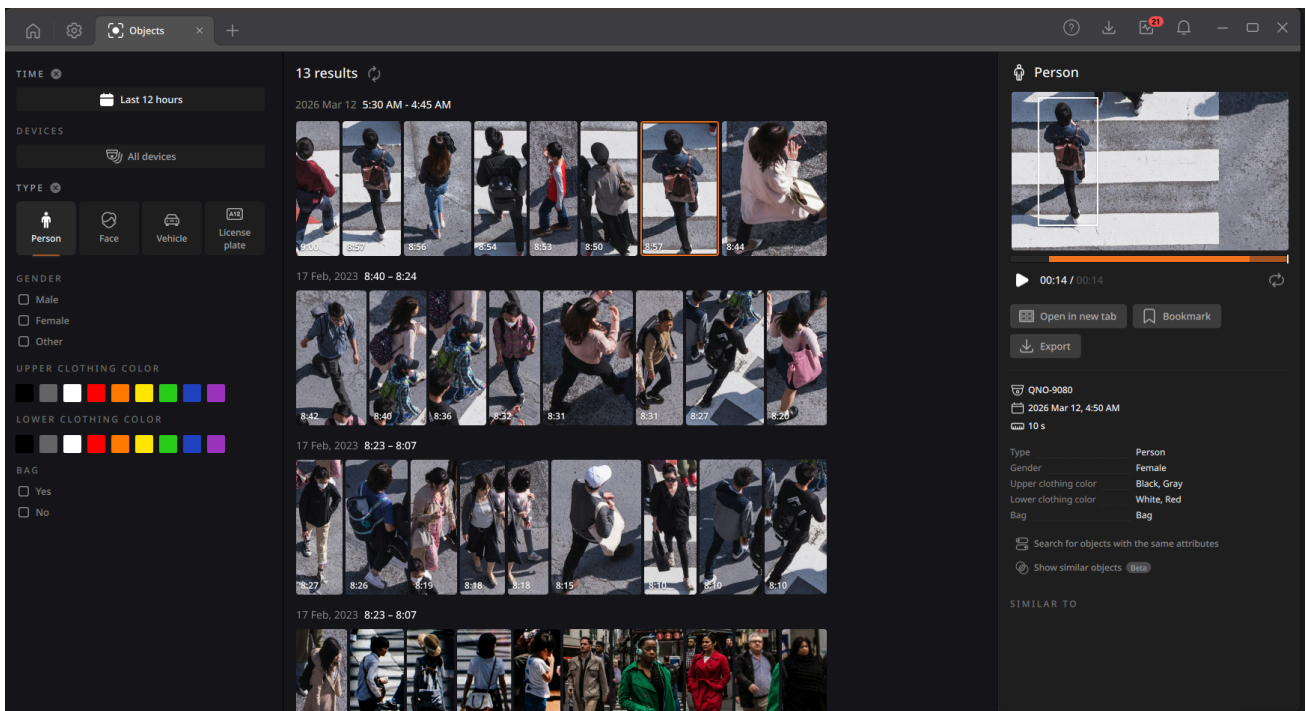 Objects
21
TIME
Last 12 hours
DEVICES
All devices
TYPE
Person
Face
Vehicle
A12
License
plate
GENDER
Male
Female
Other
UPPER CLOTHING COLOR
LOWER CLOTHING COLOR
BAG
Yes
No
13 results
2026 Mar 12 5:30 AM - 4:45 AM
9:00 8:57 8:56 8:54 8:53 8:50 8:57 8:44
17 Feb, 2023 8:40 – 8:24
8:42 8:40 8:36 8:32 8:31 8:31 8:27 8:20
17 Feb, 2023 8:23 – 8:07
8:27 8:26 8:19 8:18 8:18 8:15 8:10 8:10 8:10
17 Feb, 2023 8:23 – 8:07
Person
00:14 / 00:14
Open in new tab
Bookmark
Export
QNO-9080
2026 Mar 12, 4:50 AM
10 s
Type Person
Gender Female
Upper clothing color Black, Gray
Lower clothing color White, Red
Bag Bag
Search for objects with the same attributes
Show similar objects Beta
SIMILAR TO